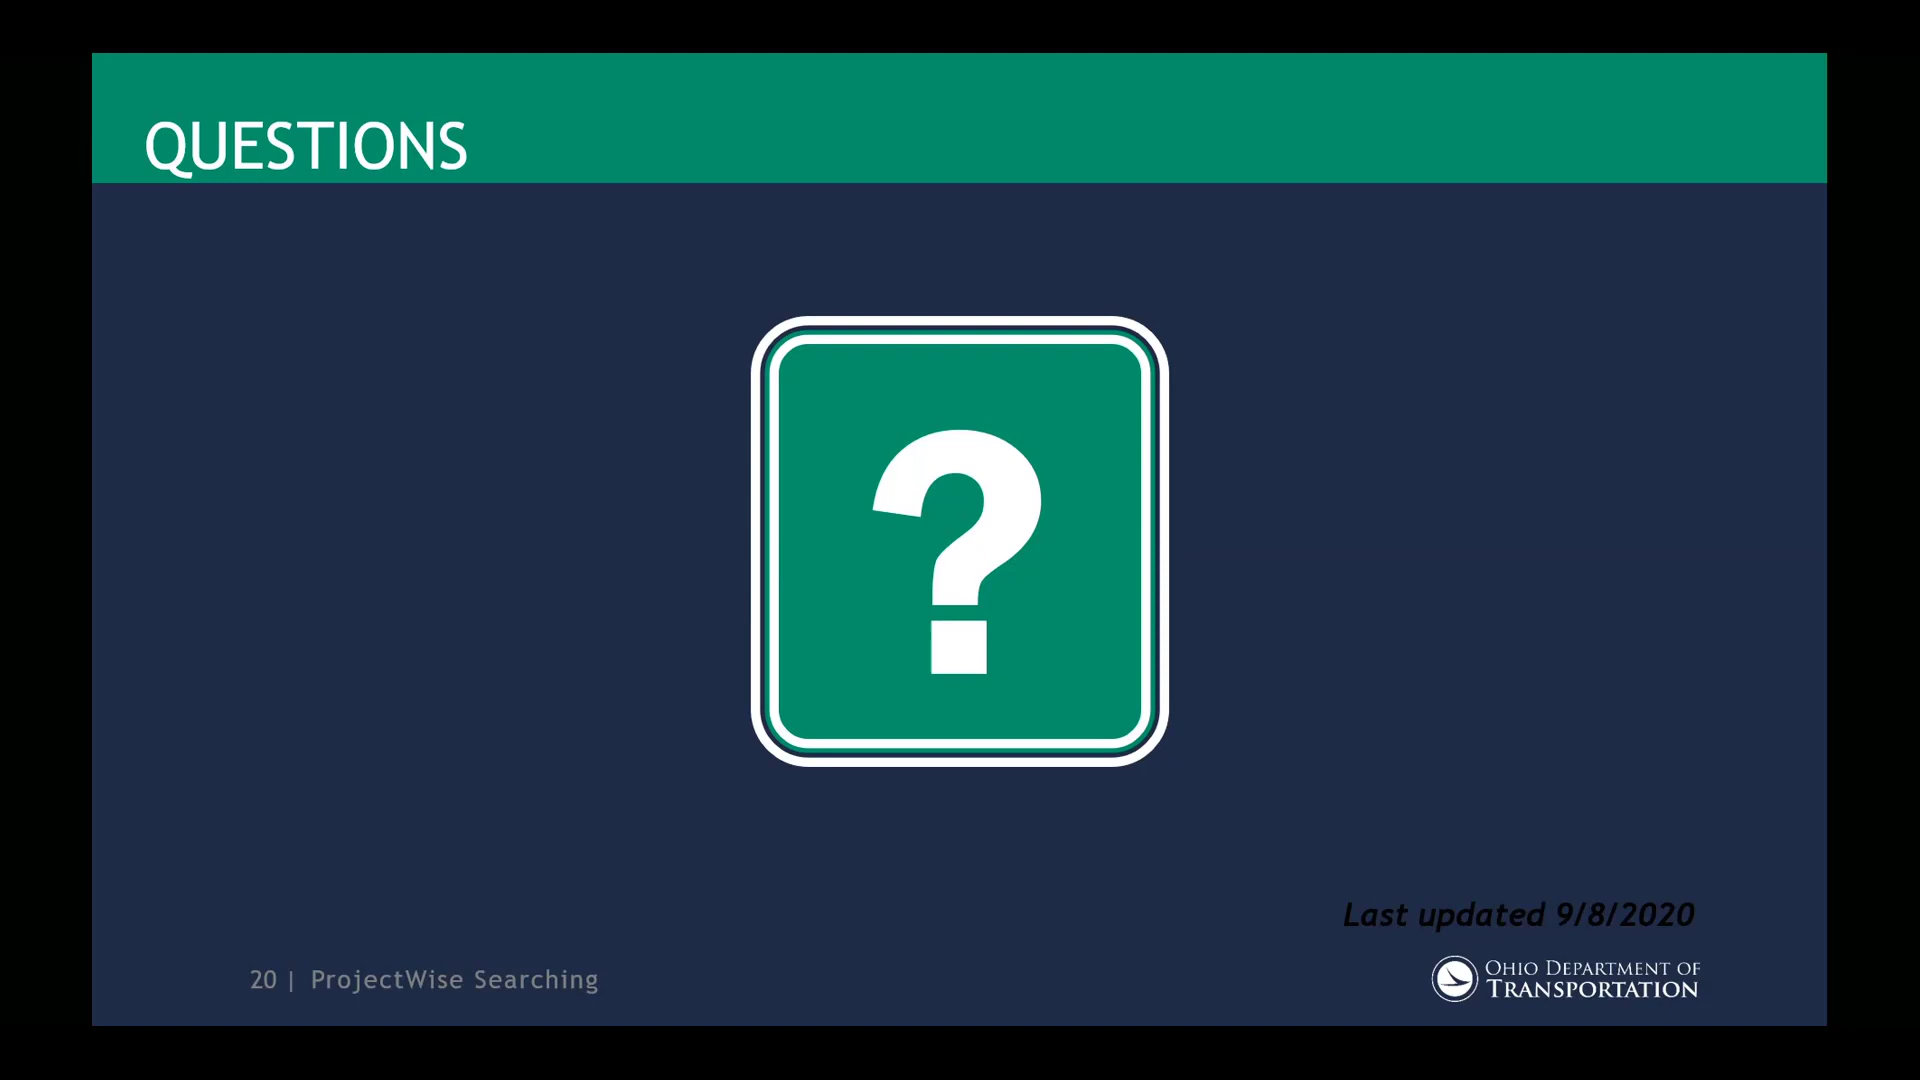 QUESTIONS
?
Last updated 9/8/2020
20 | ProjectWise Searching
OHIO DEPARTMENT OF
TRANSPORTATION